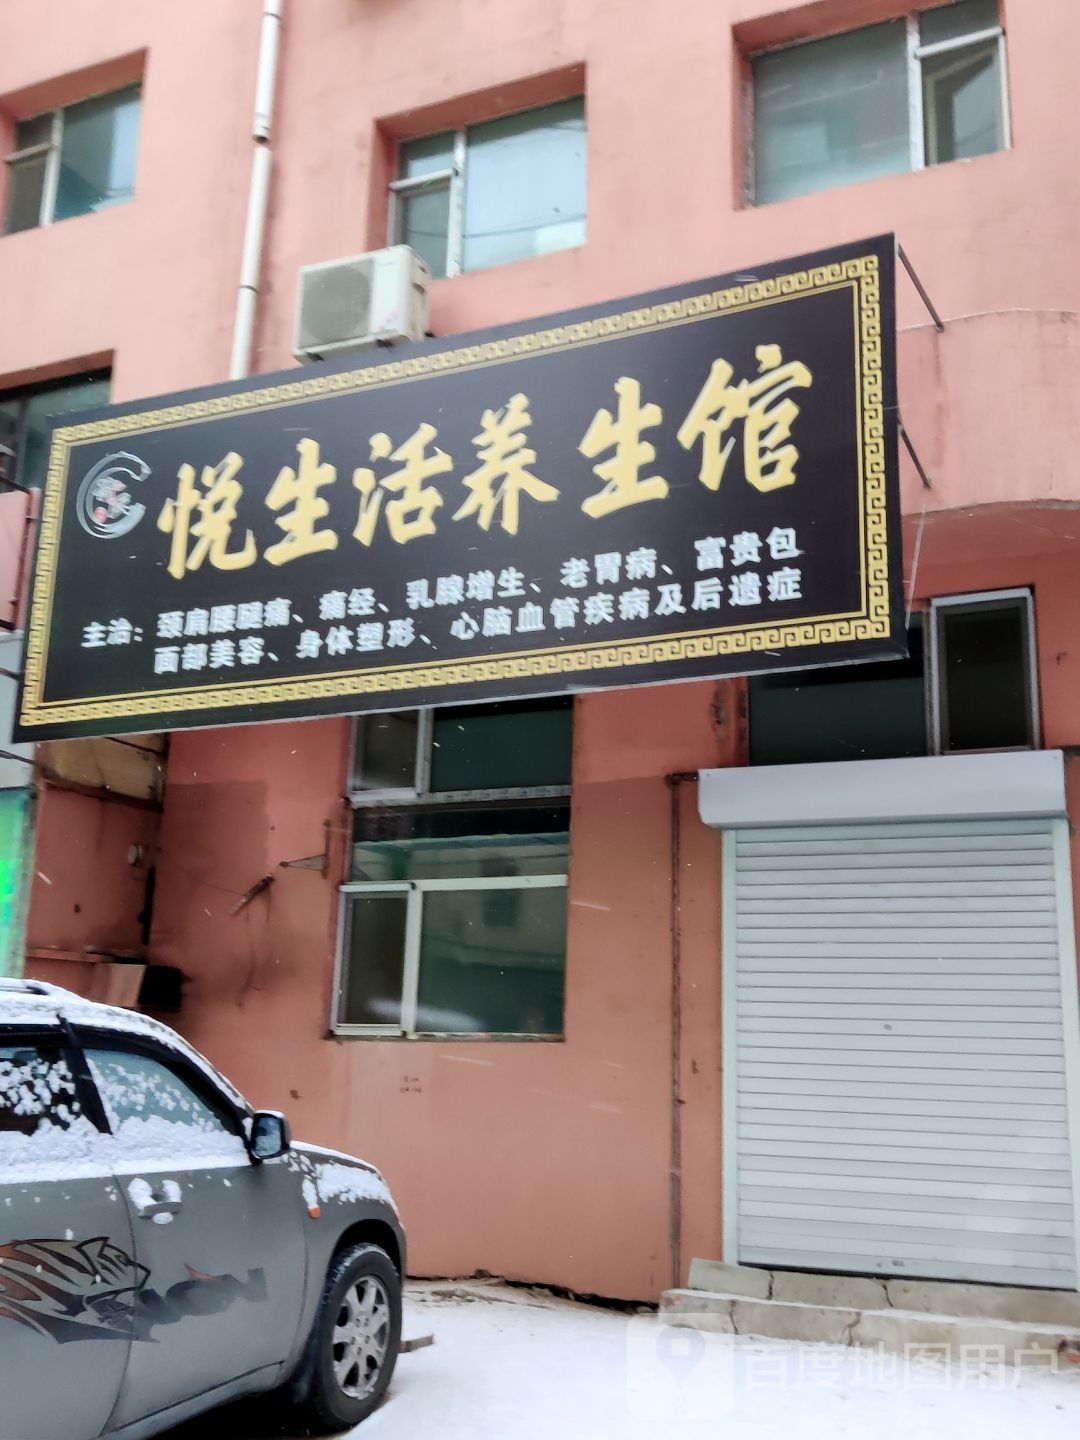 悦生活养生馆
主治：颈肩腰腿痛、痛经、乳腺增生、老胃病、富贵包
面部美容、身体塑形、心脑血管疾病及后遗症
百度地图用户